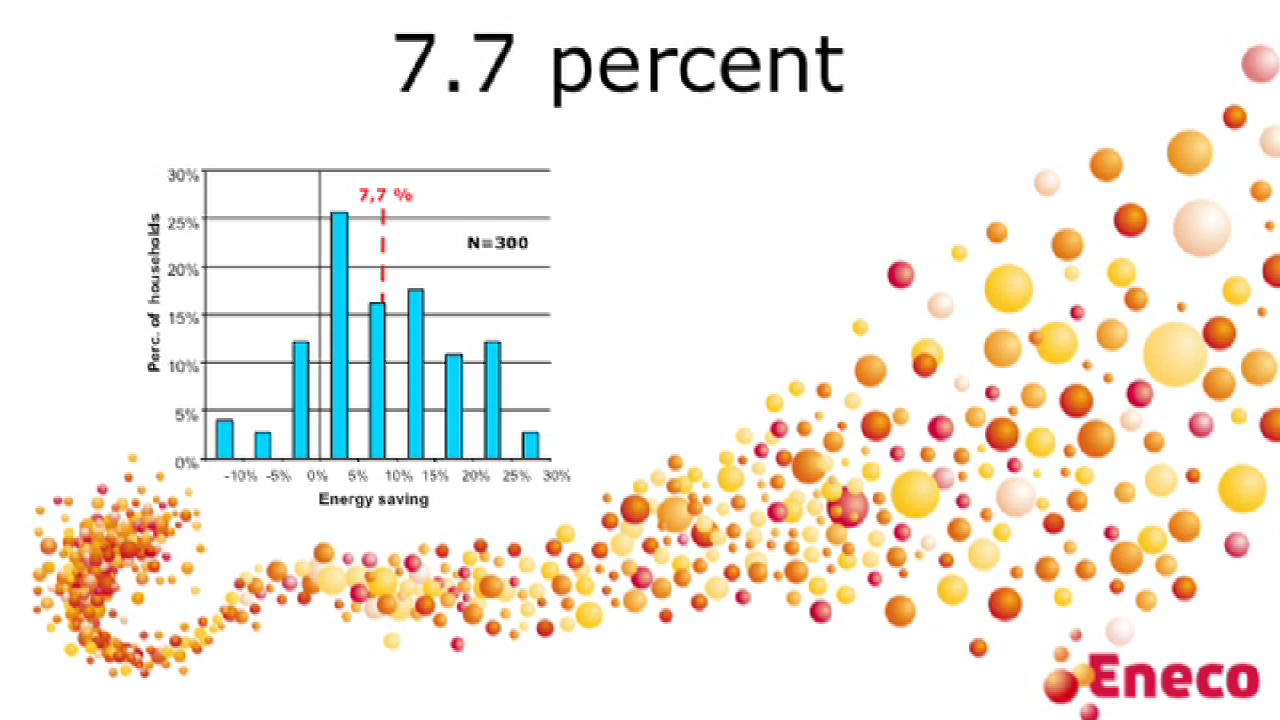 7.7 percent
30%
7,7 %
25%
N=300
20%
15%
10%
5%
0%
Perc. of households
-10% -5% 0% 5% 10% 15% 20% 25% 30%
Energy saving
Eneco